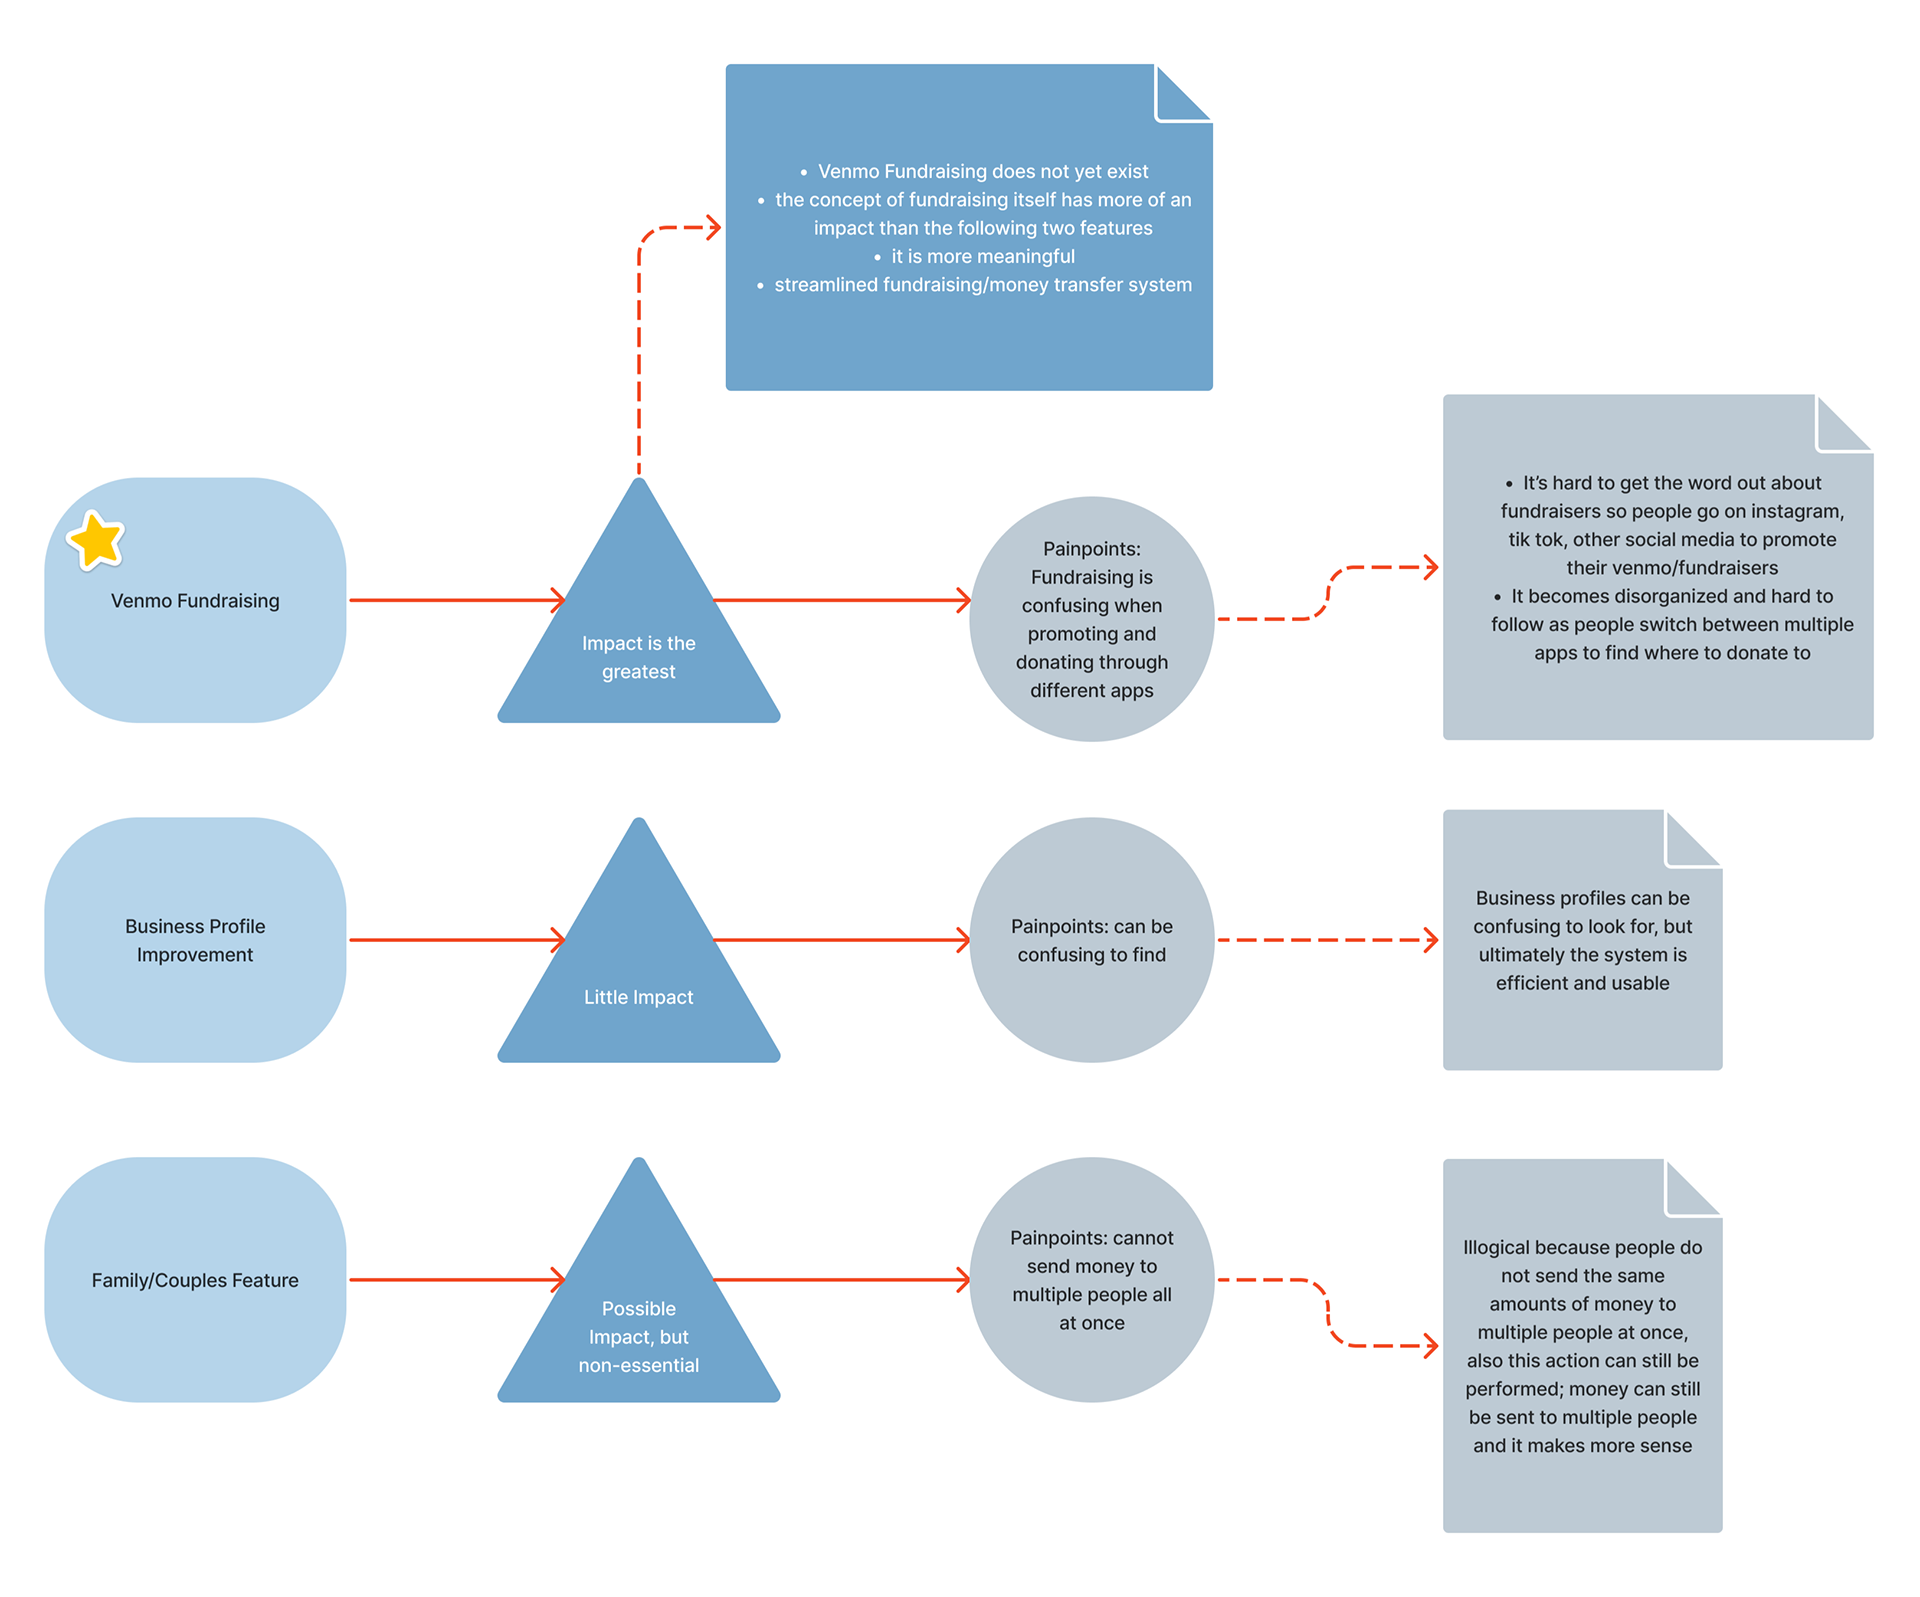 • Venmo Fundraising does not yet exist
• the concept of fundraising itself has more of an
impact than the following two features
• it is more meaningful
• streamlined fundraising/money transfer system
Venmo Fundraising
Impact is the
greatest
Painpoints:
Fundraising is
confusing when
promoting and
donating through
different apps
• It’s hard to get the word out about
fundraisers so people go on instagram,
tik tok, other social media to promote
their venmo/fundraisers
• It becomes disorganized and hard to
follow as people switch between multiple
apps to find where to donate to
Business Profile
Improvement
Little Impact
Painpoints: can be
confusing to find
Business profiles can be
confusing to look for, but
ultimately the system is
efficient and usable
Family/Couples Feature
Possible
Impact, but
non-essential
Painpoints: cannot
send money to
multiple people all
at once
Illogical because people do
not send the same
amounts of money to
multiple people at once,
also this action can still be
performed; money can still
be sent to multiple people
and it makes more sense